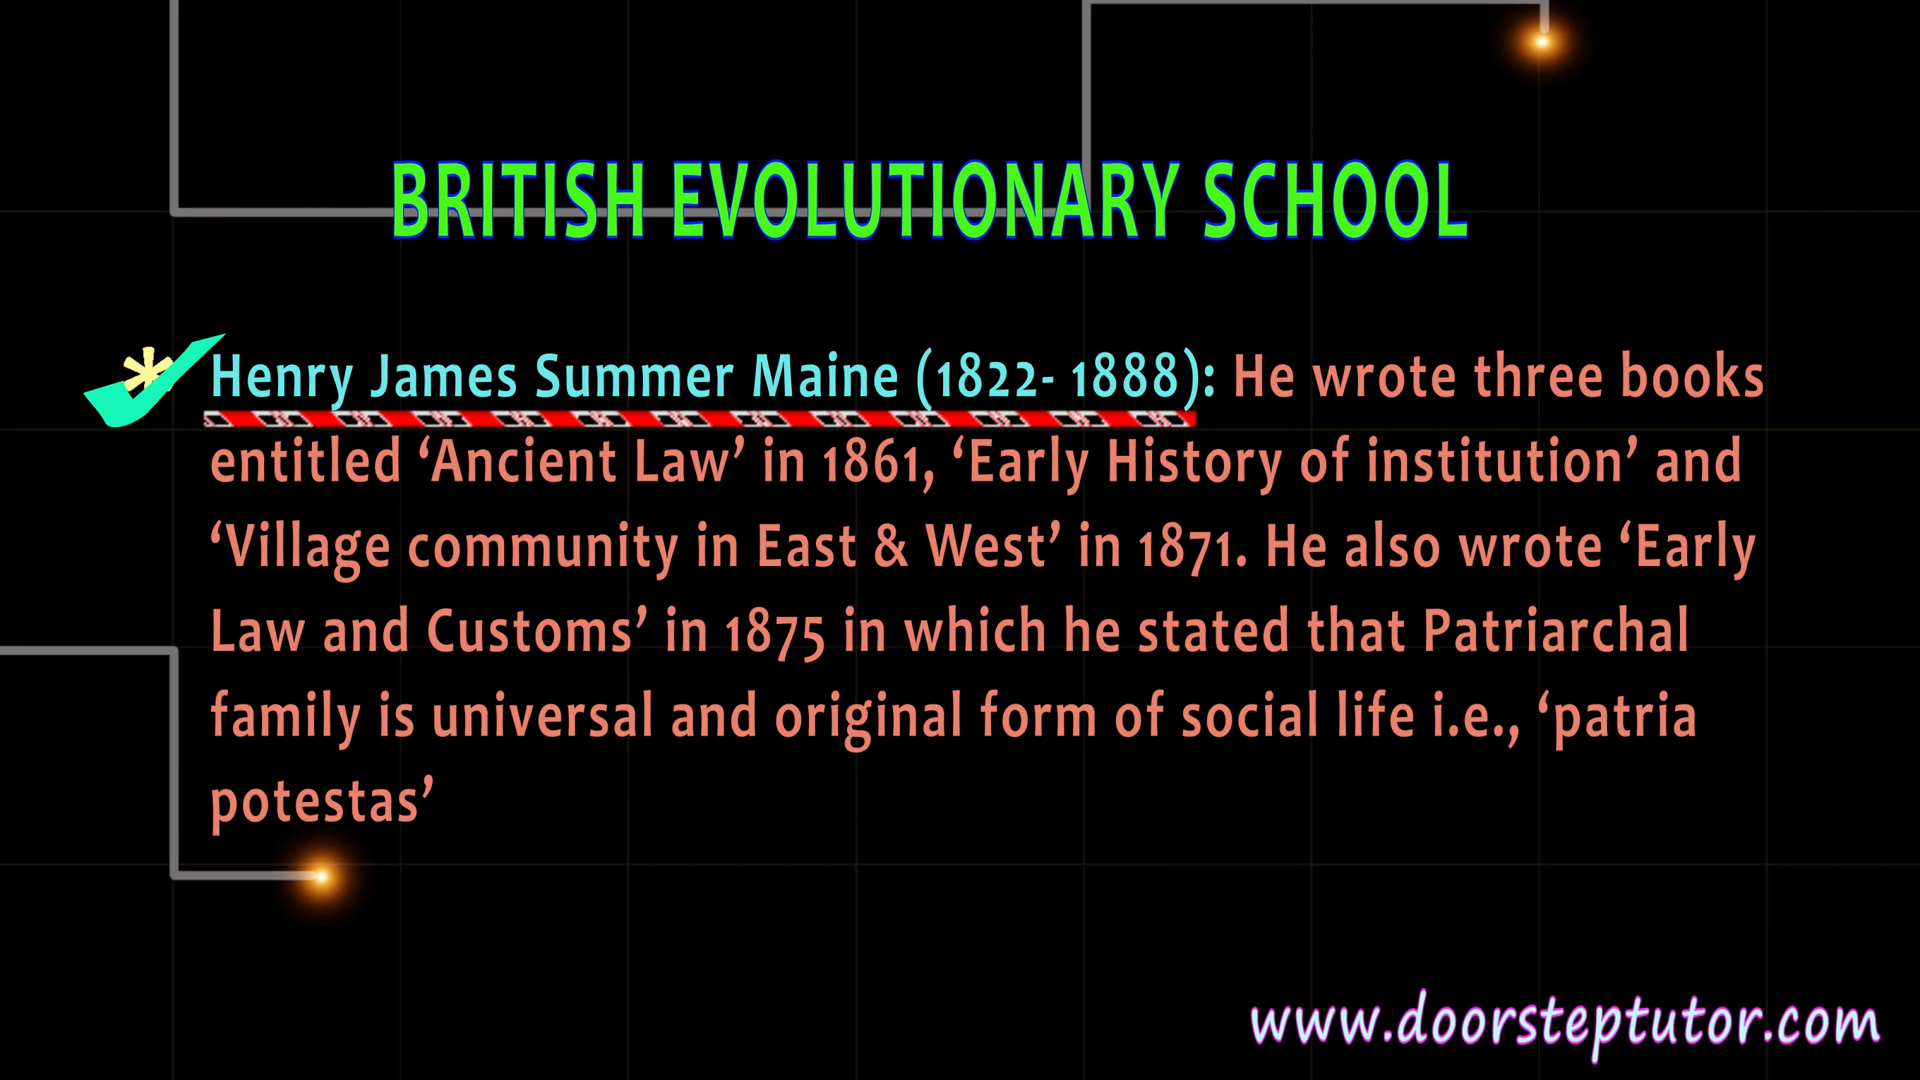 BRITISH EVOLUTIONARY SCHOOL
* Henry James Summer Maine (1822- 1888): He wrote three books
entitled ‘Ancient Law’ in 1861, ‘Early History of institution’ and
‘Village community in East & West’ in 1871. He also wrote ‘Early
Law and Customs’ in 1875 in which he stated that Patriarchal
family is universal and original form of social life i.e., ‘patria
potestas’
www.doorsteptutor.com